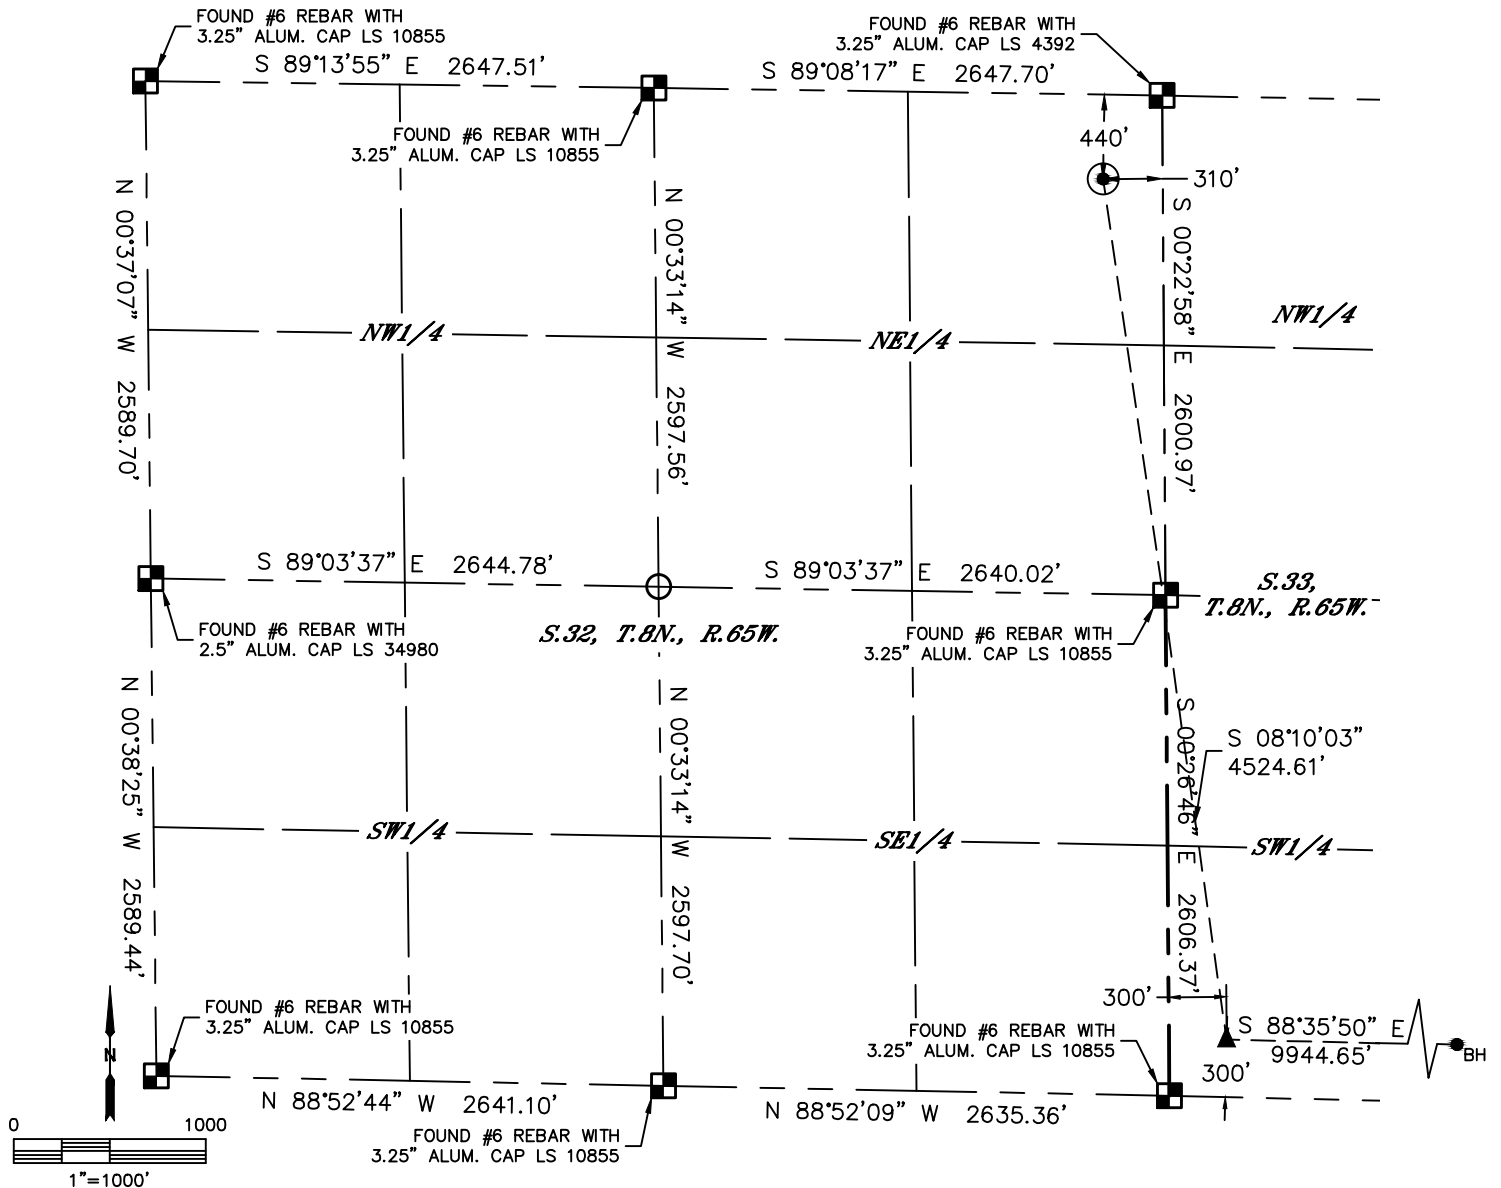 FOUND #6 REBAR WITH
3.25" ALUM. CAP LS 10855
S 89°13'55" E 2647.51'
FOUND #6 REBAR WITH
3.25" ALUM. CAP LS 4392
S 89°08'17" E 2647.70'
FOUND #6 REBAR WITH
3.25" ALUM. CAP LS 10855
440'
310'
N 00°37'07" W 2589.70'
N 00°33'14" W 2597.56'
S 00°22'58" E 2600.97'
NW1/4
NE1/4
NW1/4
S 89°03'37" E 2644.78'
S 89°03'37" E 2640.02'
S.33,
T.8N., R.65W.
FOUND #6 REBAR WITH
2.5" ALUM. CAP LS 34980
S.32, T.8N., R.65W.
FOUND #6 REBAR WITH
3.25" ALUM. CAP LS 10855
N 00°38'25" W 2589.44'
N 00°33'14" W 2597.70'
S 00°26'46" E 2606.37'
S 08°10'03"
4524.61'
SW1/4
SE1/4
SW1/4
300'
FOUND #6 REBAR WITH
3.25" ALUM. CAP LS 10855
FOUND #6 REBAR WITH
3.25" ALUM. CAP LS 10855
S 88°35'50" E
9944.65'
BH
300'
N
N 88°52'44" W 2641.10'
N 88°52'09" W 2635.36'
FOUND #6 REBAR WITH
3.25" ALUM. CAP LS 10855
0 1000
1"=1000'